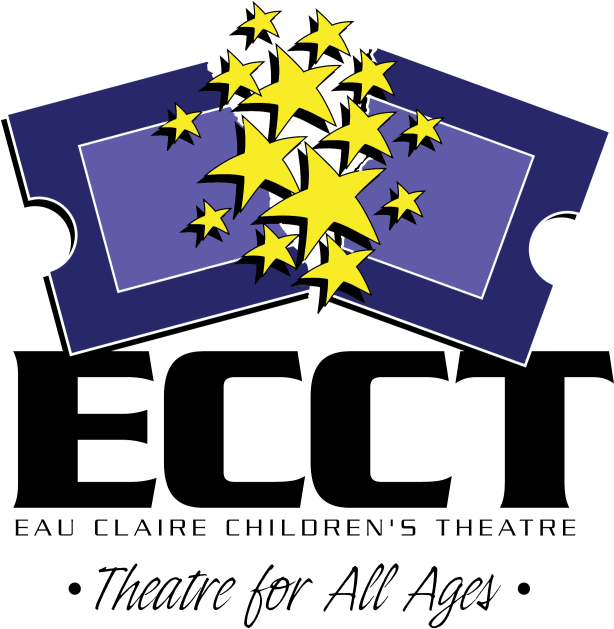 ECCT
EAU CLAIRE CHILDREN'S THEATRE
• Theatre for All Ages •